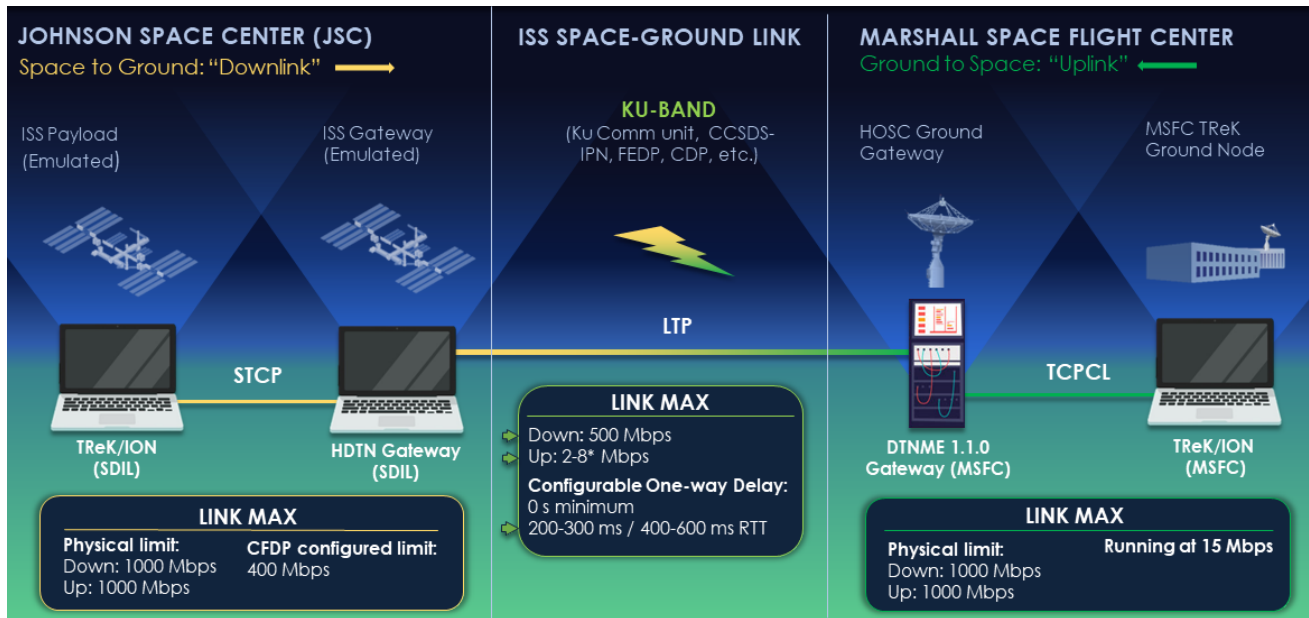 JOHNSON SPACE CENTER (JSC)
Space to Ground: “Downlink”
ISS Payload
(Emulated)
ISS Gateway
(Emulated)
STCP
TReK/ION
(SDIL)
HDTN Gateway
(SDIL)
LINK MAX
Physical limit:
Down: 1000 Mbps
Up: 1000 Mbps
CFDP configured limit:
400 Mbps
ISS SPACE-GROUND LINK
KU-BAND
(Ku Comm unit, CCSDS-
IPN, FEDP, CDP, etc.)
LTP
LINK MAX
Down: 500 Mbps
Up: 2-8* Mbps
Configurable One-way Delay:
0 s minimum
200-300 ms / 400-600 ms RTT
MARSHALL SPACE FLIGHT CENTER
Ground to Space: “Uplink”
HOSC Ground
Gateway
MSFC TReK
Ground Node
TCPCL
DTNME 1.1.0
Gateway (MSFC)
TReK/ION
(MSFC)
LINK MAX
Physical limit:
Down: 1000 Mbps
Up: 1000 Mbps
Running at 15 Mbps